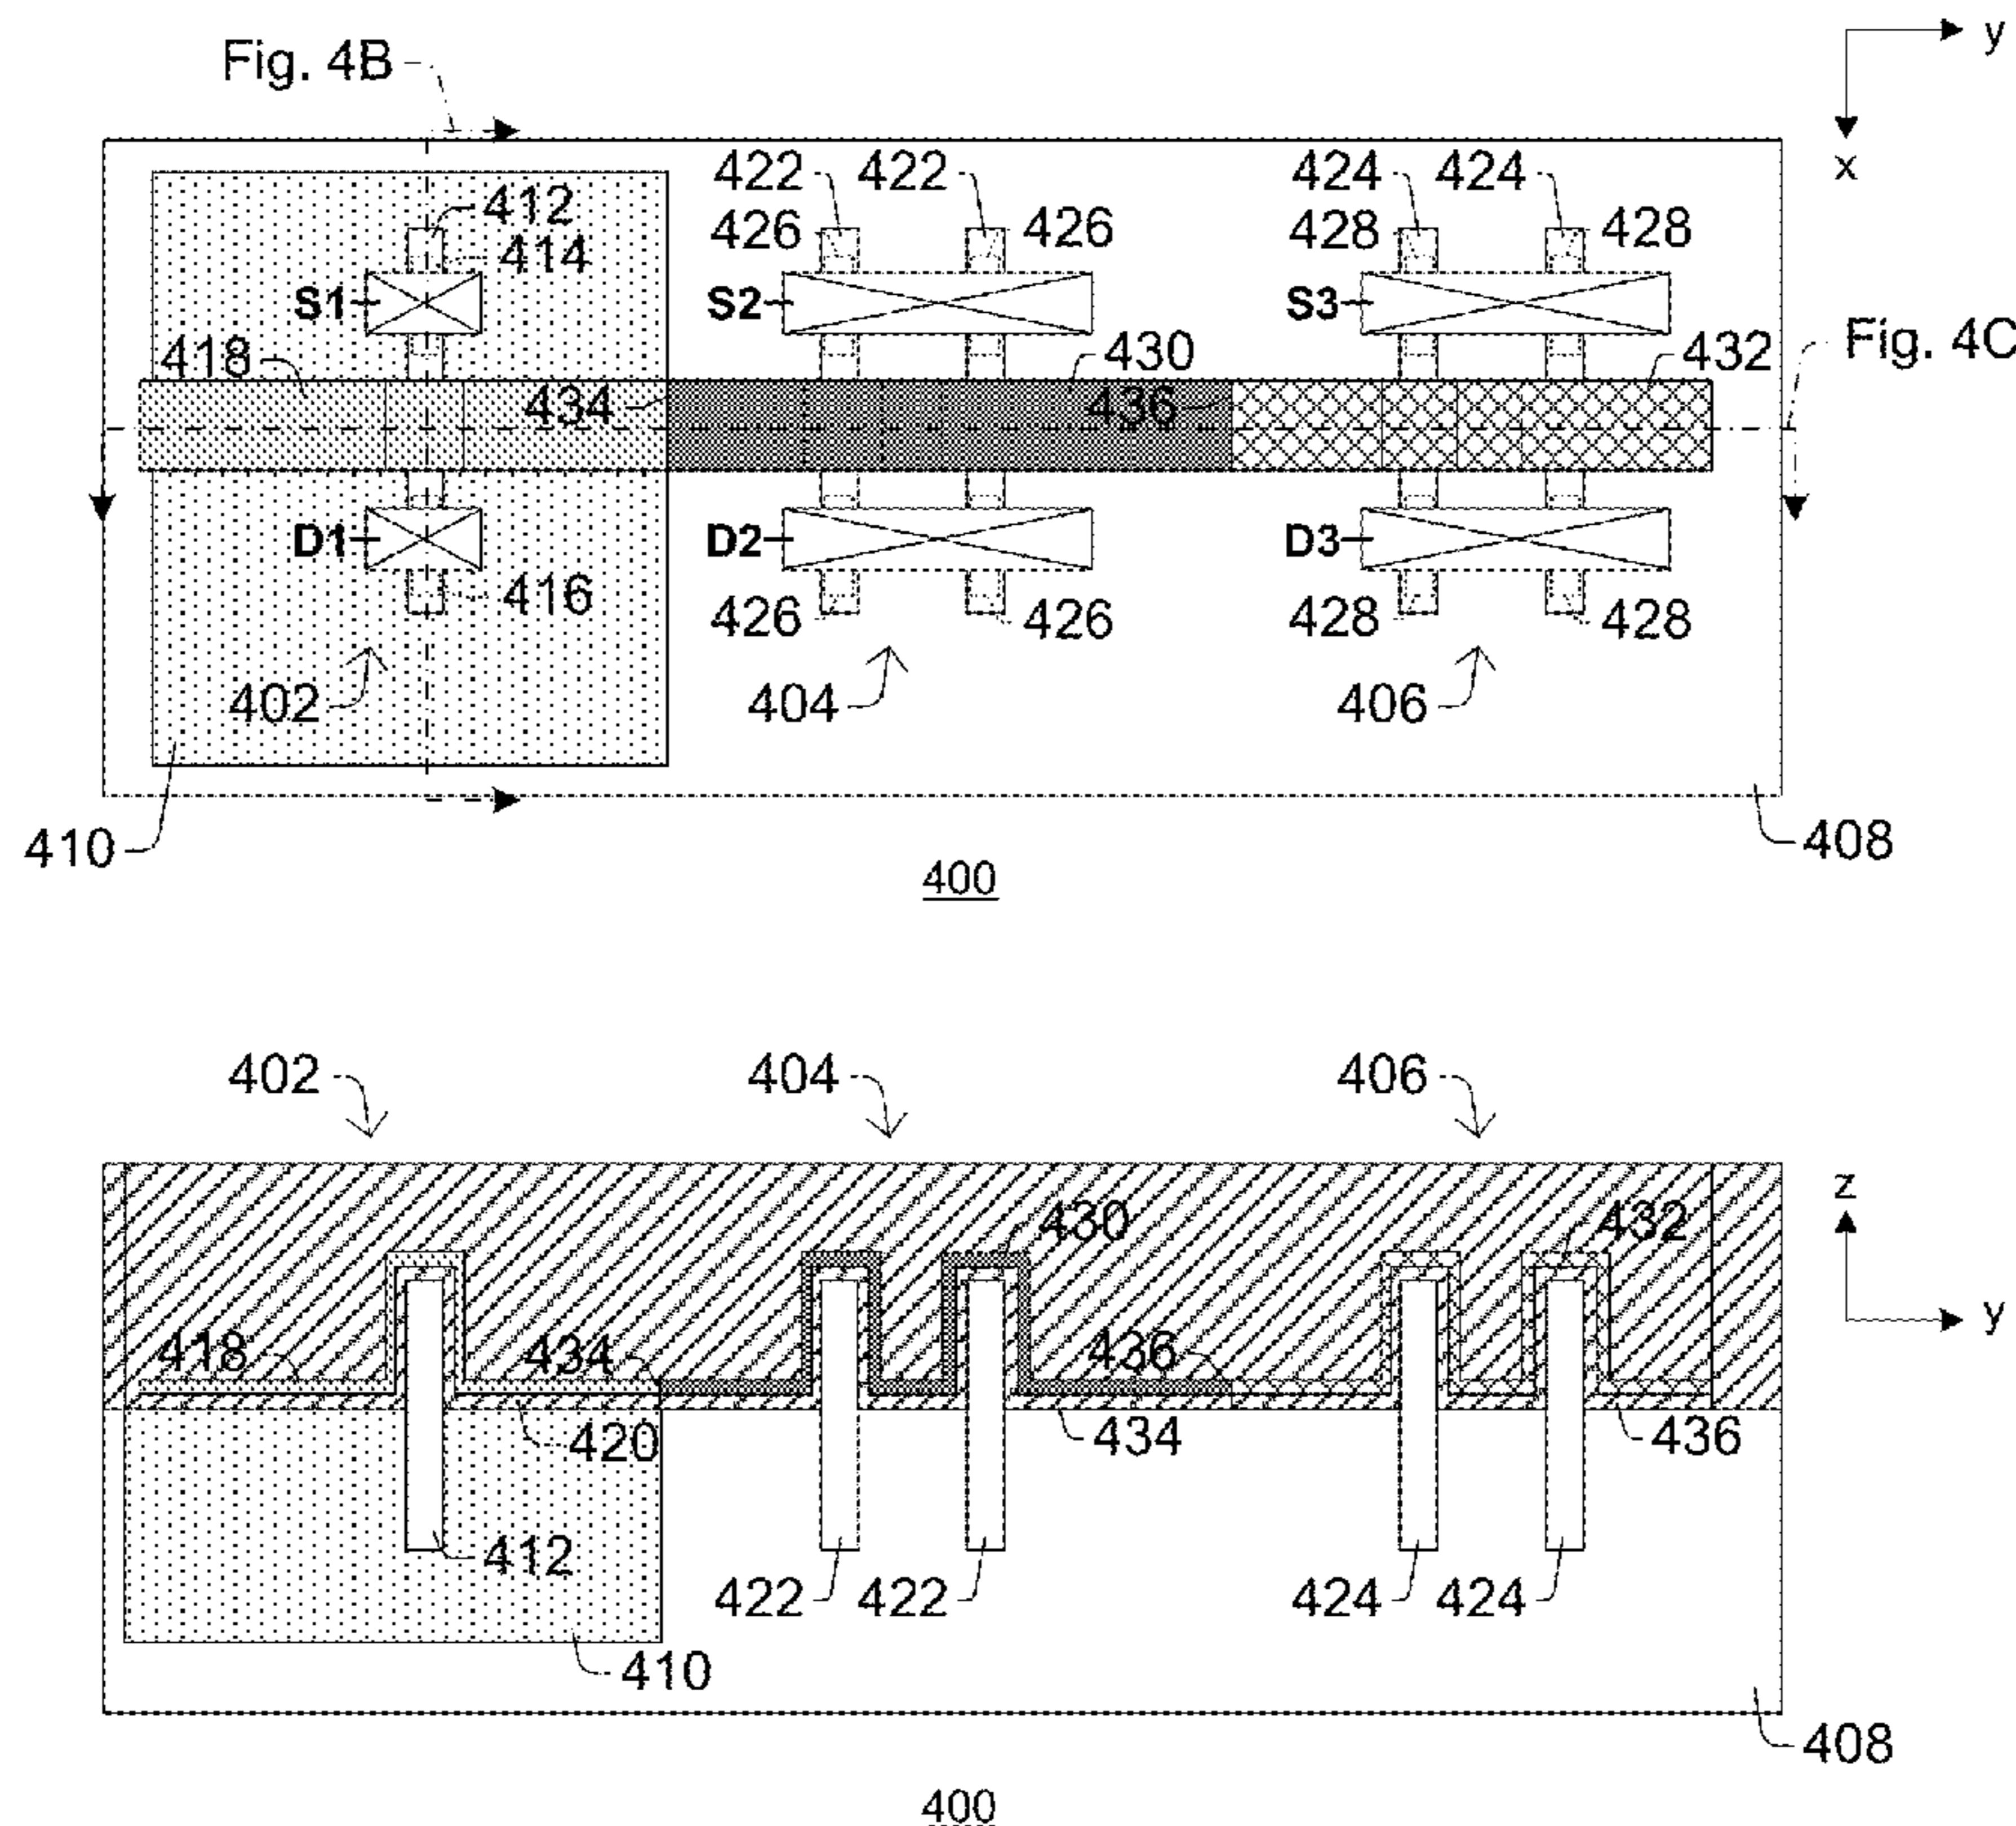 y
Fig. 4B
422 422 424 424
x
412
426 426 428 428
414
S1 S2 S3
Fig. 4C
418 430 432
434 436
D1 D2 D3
416 426 426 428 428
402 404 406
410 408
400
402 404 406
z
430 432
y
418 434 436
420 434 436
412
422 422 424 424
410
408
400